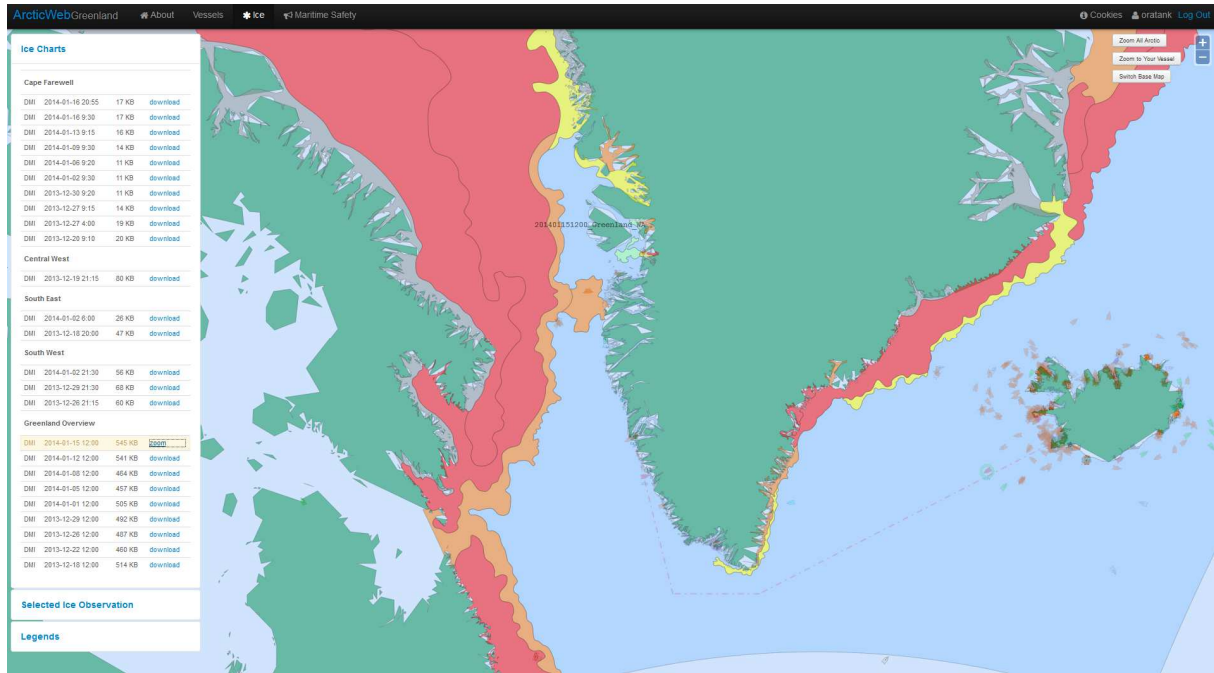 ArcticWebGreenland About Vessels Ice Maritime Safety Cookies oratank Log Out
Ice Charts
Cape Farewell
DMI 2014-01-16 20:55 17 KB download
DMI 2014-01-16 9:30 17 KB download
DMI 2014-01-13 9:15 16 KB download
DMI 2014-01-09 9:30 14 KB download
DMI 2014-01-06 9:20 11 KB download
DMI 2014-01-02 9:30 11 KB download
DMI 2013-12-30 9:20 11 KB download
DMI 2013-12-27 9:15 14 KB download
DMI 2013-12-27 4:00 19 KB download
DMI 2013-12-20 9:10 20 KB download
Central West
DMI 2013-12-19 21:15 80 KB download
South East
DMI 2014-01-02 6:00 26 KB download
DMI 2013-12-18 20:00 47 KB download
South West
DMI 2014-01-02 21:30 56 KB download
DMI 2013-12-29 21:30 68 KB download
DMI 2013-12-26 21:15 60 KB download
Greenland Overview
DMI 2014-01-15 12:00 545 KB zoom
DMI 2014-01-12 12:00 541 KB download
DMI 2014-01-08 12:00 464 KB download
DMI 2014-01-05 12:00 457 KB download
DMI 2014-01-01 12:00 505 KB download
DMI 2013-12-29 12:00 492 KB download
DMI 2013-12-26 12:00 487 KB download
DMI 2013-12-22 12:00 460 KB download
DMI 2013-12-18 12:00 514 KB download
Selected Ice Observation
Legends
201401151200_Greenland_WA
Zoom All Arctic
Zoom to Your Vessel
Switch Base Map
+
−